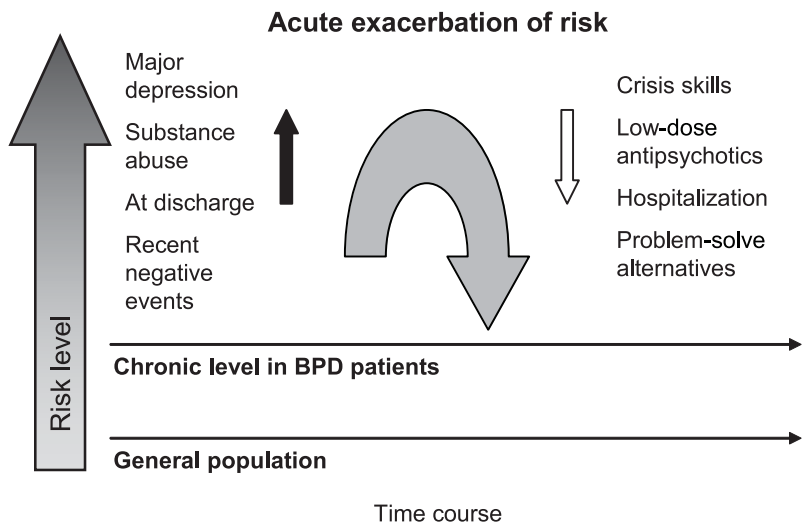 Acute exacerbation of risk
Major
depression
Substance
abuse
At discharge
Recent
negative
events
Crisis skills
Low-dose
antipsychotics
Hospitalization
Problem-solve
alternatives
Risk level
Chronic level in BPD patients
General population
Time course